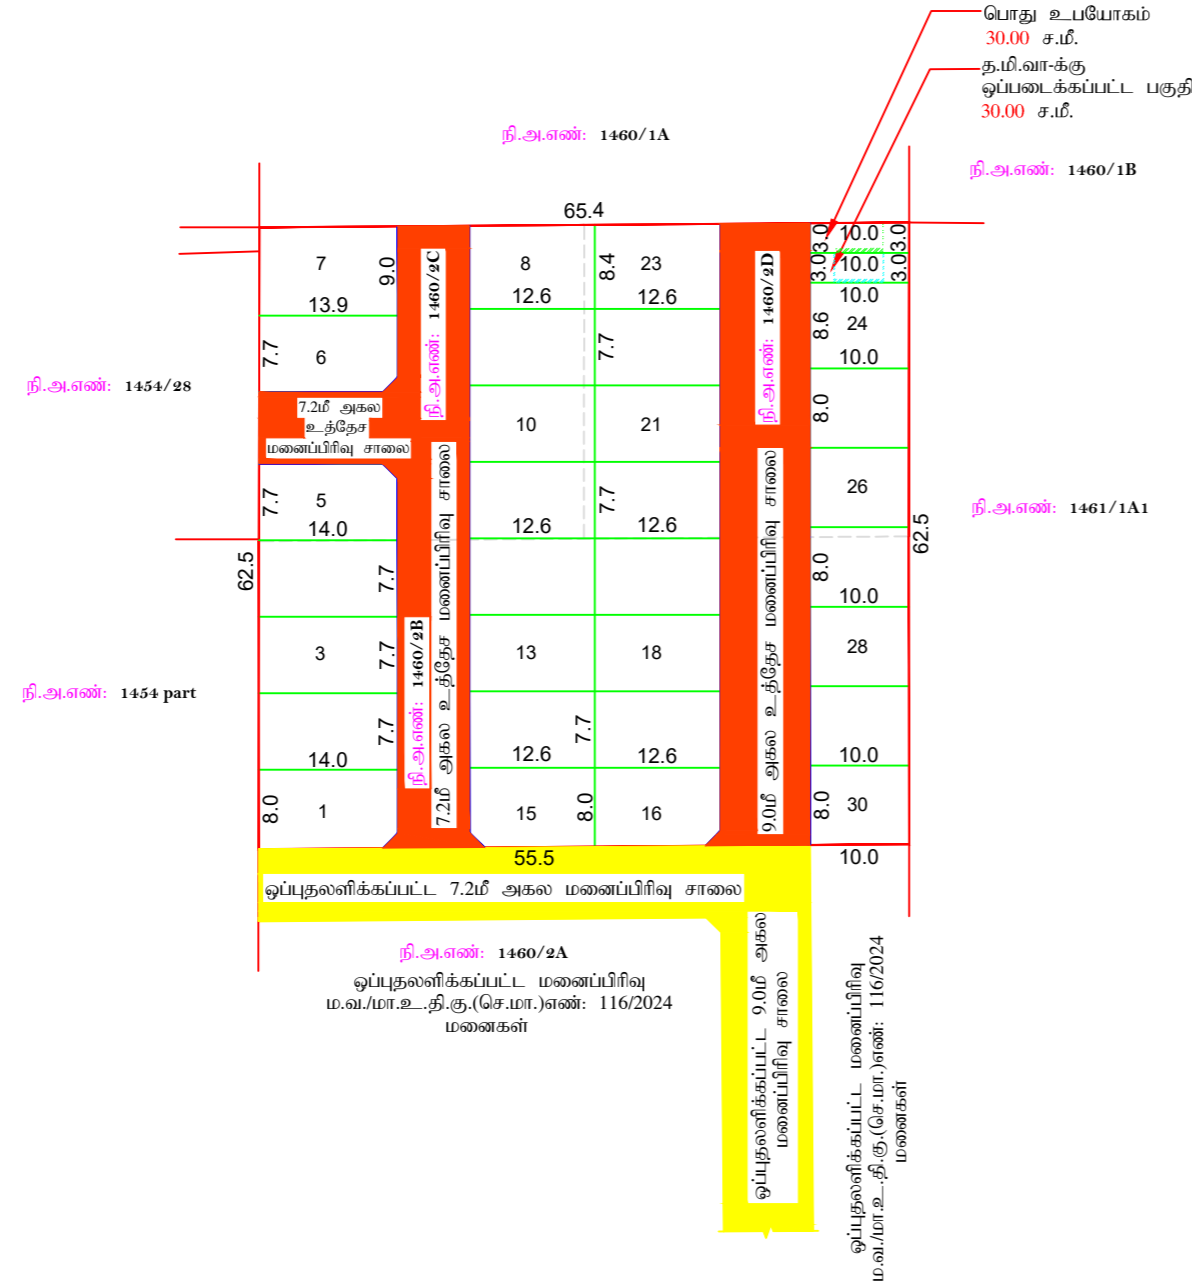 பொது உபயோகம்
30.00 ச.மீ.
த.மி.வா-க்கு
ஒப்படைக்கப்பட்ட பகுதி
30.00 ச.மீ.
நி.அ.எண்: 1460/1A
நி.அ.எண்: 1460/1B
65.4
7
9.0
13.9
7.7
6
நி.அ.எண்: 1460/2C
8
8.4
23
12.6
12.6
7.7
நி.அ.எண்: 1460/2D
3.0
10.0
3.0
3.0
10.0
3.0
10.0
8.6
24
10.0
8.0
நி.அ.எண்: 1454/28
7.2மீ அகல
உத்தேச
மனைப்பிரிவு சாலை
10
21
7.7
5
14.0
12.6
7.7
12.6
26
நி.அ.எண்: 1461/1A1
62.5
62.5
7.7
8.0
10.0
7.2மீ அகல உத்தேச மனைப்பிரிவு சாலை
9.0மீ அகல உத்தேச மனைப்பிரிவு சாலை
3
7.7
நி.அ.எண்: 1460/2B
13
18
28
நி.அ.எண்: 1454 part
7.7
14.0
12.6
7.7
12.6
10.0
8.0
1
15
8.0
16
8.0
30
55.5
10.0
ஒப்புதலளிக்கப்பட்ட 7.2மீ அகல மனைப்பிரிவு சாலை
நி.அ.எண்: 1460/2A
ஒப்புதலளிக்கப்பட்ட மனைப்பிரிவு
ம.வ./மா.உ.தி.கு.(செ.மா.)எண்: 116/2024
மனைகள்
ஒப்புதலளிக்கப்பட்ட 9.0மீ அகல
மனைப்பிரிவு சாலை
ஒப்புதலளிக்கப்பட்ட மனைப்பிரிவு
ம.வ./மா.உ.தி.கு.(செ.மா.)எண்: 116/2024
மனைகள்